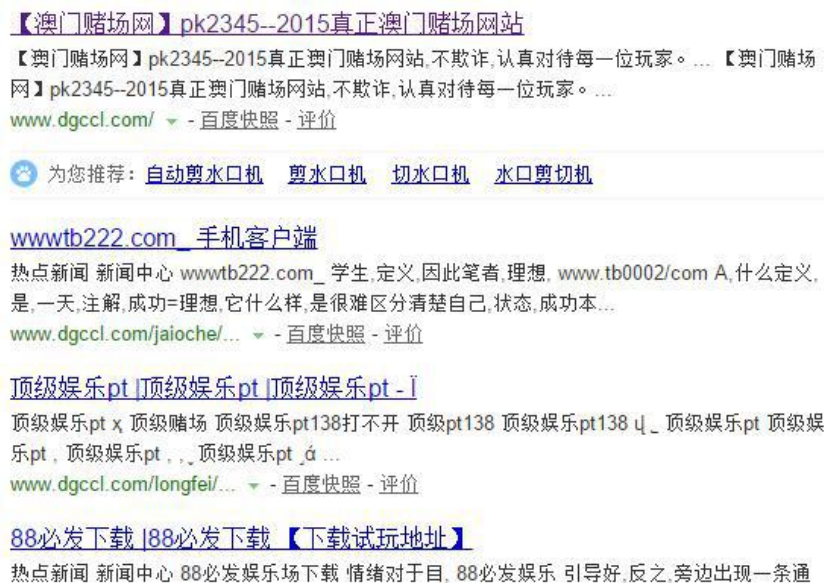 【澳门赌场网】pk2345--2015真正澳门赌场网站
【澳门赌场网】pk2345--2015真正澳门赌场网站,不欺诈,认真对待每一位玩家。... 【澳门赌场
网】pk2345--2015真正澳门赌场网站,不欺诈,认真对待每一位玩家。...
www.dgccl.com/ - 百度快照 - 评价
为您推荐: 自动剪水口机 剪水口机 切水口机 水口剪切机
wwwtb222.com_ 手机客户端
热点新闻 新闻中心 wwwtb222.com_ 学生,定义,因此笔者,理想, www.tb0002/com A,什么定义,
是,一天,注解,成功=理想,它什么样,是很难区分清楚自己,状态,成功本...
www.dgccl.com/jaioche/... - 百度快照 - 评价
顶级娱乐pt |顶级娱乐pt |顶级娱乐pt - Ï
顶级娱乐pt ҳ 顶级赌场 顶级娱乐pt138打不开 顶级pt138 顶级娱乐pt138 վ _ 顶级娱乐pt 顶级娱
乐pt , 顶级娱乐pt , ,ˬ顶级娱乐pt ˛ά ...
www.dgccl.com/longfei/... - 百度快照 - 评价
88必发下载 |88必发下载 【下载试玩地址】
热点新闻 新闻中心 88必发娱乐场下载 情绪对于目, 88必发娱乐 引导好,反之,旁边出现一条通